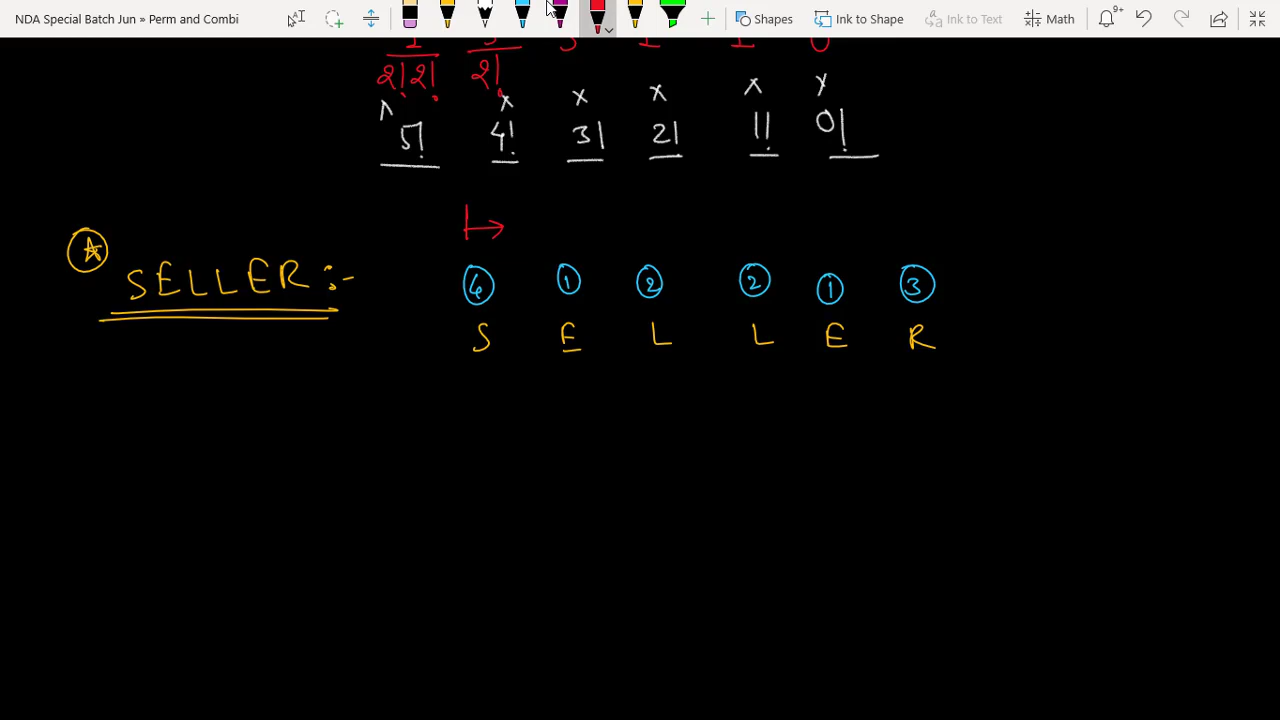 NDA Special Batch Jun » Perm and Combi
Shapes
Ink to Shape
Ink to Text
Math
9+
2! 2! 2!
x x x x x y
5! 4! 3! 2! 1! 0!
SELLER :-
4 1 2 2 1 3
S E L L E R